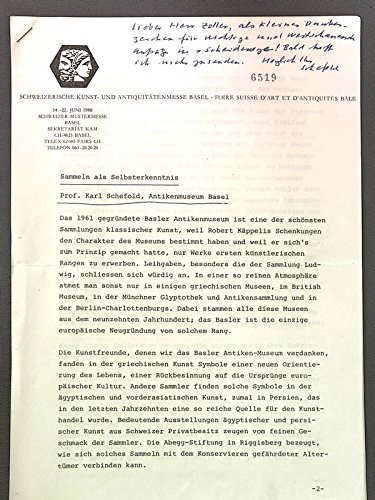 Lieber Herr Zoller, als kleines Dankes-
zeichen für wichtige und
Aufsätze in
ich mich
Herzlich Ihr
Schefold
6519
SCHWEIZERISCHE KUNST- UND ANTIQUITÄTENMESSE BASEL · FOIRE SUISSE D'ART ET D'ANTIQUITÉS BÂLE
14.–22. JUNI 1980
SCHWEIZER MUSTERMESSE
BASEL
SEKRETARIAT KAM
CH-4021 BASEL
TELEX 62 685 FAIRS CH
TELEFON 061-26 20 20
Sammeln als Selbsterkenntnis
Prof. Karl Schefold, Antikenmuseum Basel
Das 1961 gegründete Basler Antikenmuseum ist eine der schönsten
Sammlungen klassischer Kunst, weil Robert Käppelis Schenkungen
den Charakter des Museums bestimmt haben und weil er sich's
zum Prinzip gemacht hatte, nur Werke ersten künstlerischen
Ranges zu erwerben. Leihgaben, besonders die der Sammlung Lud-
wig, schliessen sich würdig an. In einer so reinen Atmosphäre
atmet man sonst nur in einigen griechischen Museen, im British
Museum, in der Münchner Glyptothek und Antikensammlung und in
der Berlin-Charlottenburgs. Dabei stammen alle diese Museen
aus dem neunzehnten Jahrhundert; das Basler ist die einzige
europäische Neugründung von solchem Rang.
Die Kunstfreunde, denen wir das Basler Antiken-Museum verdanken,
fanden in der griechischen Kunst Symbole einer neuen Orientie-
rung des Lebens, einer Rückbesinnung auf die Ursprünge euro-
päischer Kultur. Andere Sammler finden solche Symbole in der
ägyptischen und vorderasiatischen Kunst, zumal in Persien, das
in den letzten Jahrzehnten eine so reiche Quelle für den Kunst-
handel wurde. Bedeutende Ausstellungen ägyptischer und persi-
scher Kunst aus Schweizer Privatbesitz zeugen vom feinen Ge-
schmack der Sammler. Die Abegg-Stiftung in Riggisberg bezeugt,
wie sich solches Sammeln mit dem Konservieren gefährdeter Alter-
tümer verbinden kann.
-2-